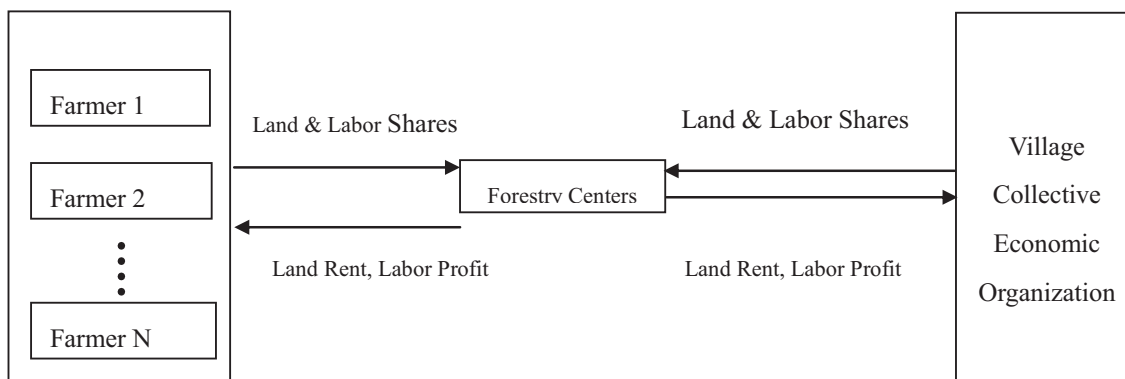 Farmer 1
Farmer 2
Farmer N
Land & Labor Shares
Land Rent, Labor Profit
Forestry Centers
Land & Labor Shares
Land Rent, Labor Profit
Village
Collective
Economic
Organization